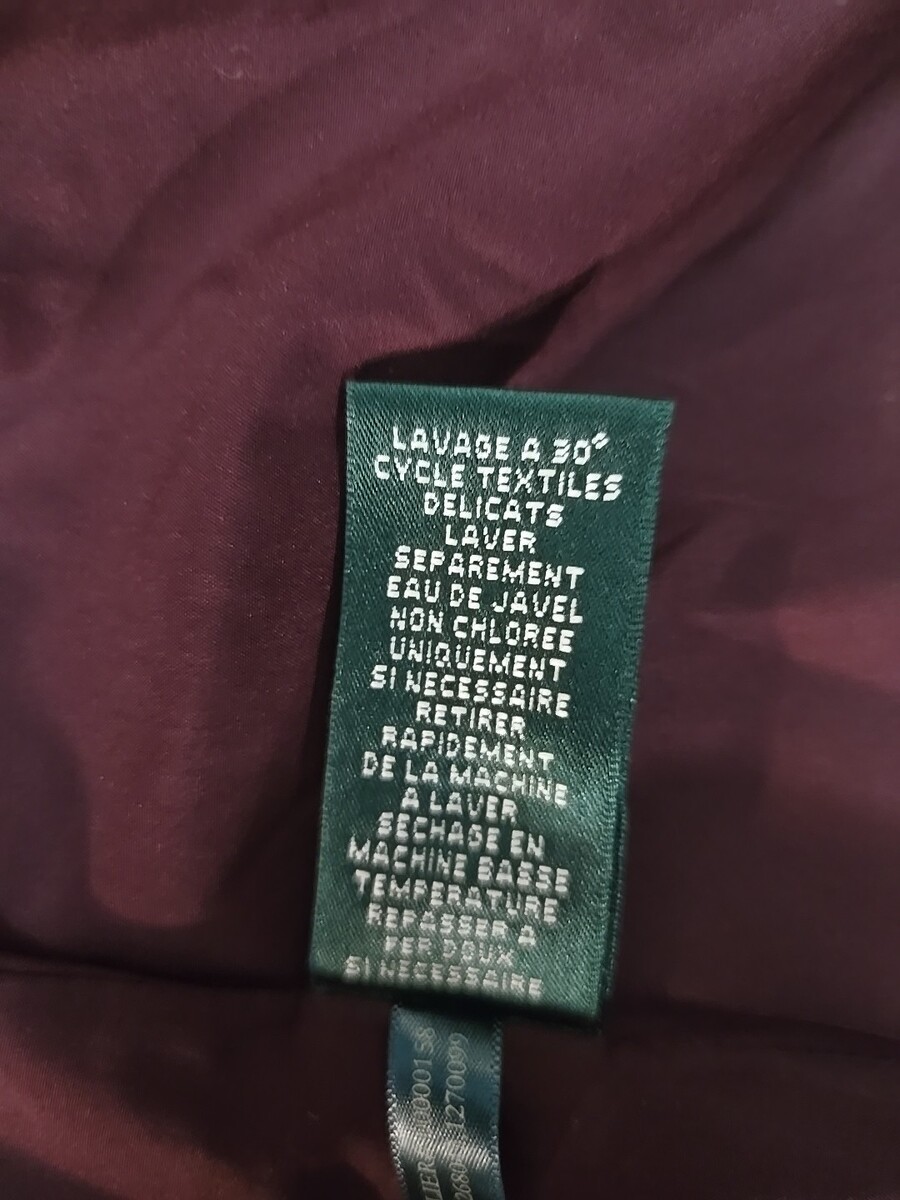 LAVAGE A 30°
CYCLE TEXTILES
DELICATS
LAVER
SEPAREMENT
EAU DE JAVEL
NON CHLOREE
UNIQUEMENT
SI NECESSAIRE
RETIRER
RAPIDEMENT
DE LA MACHINE
A LAVER
SECHAGE EN
MACHINE BASSE
TEMPERATURE
REPASSER A
FER DOUX
SI NECESSAIRE